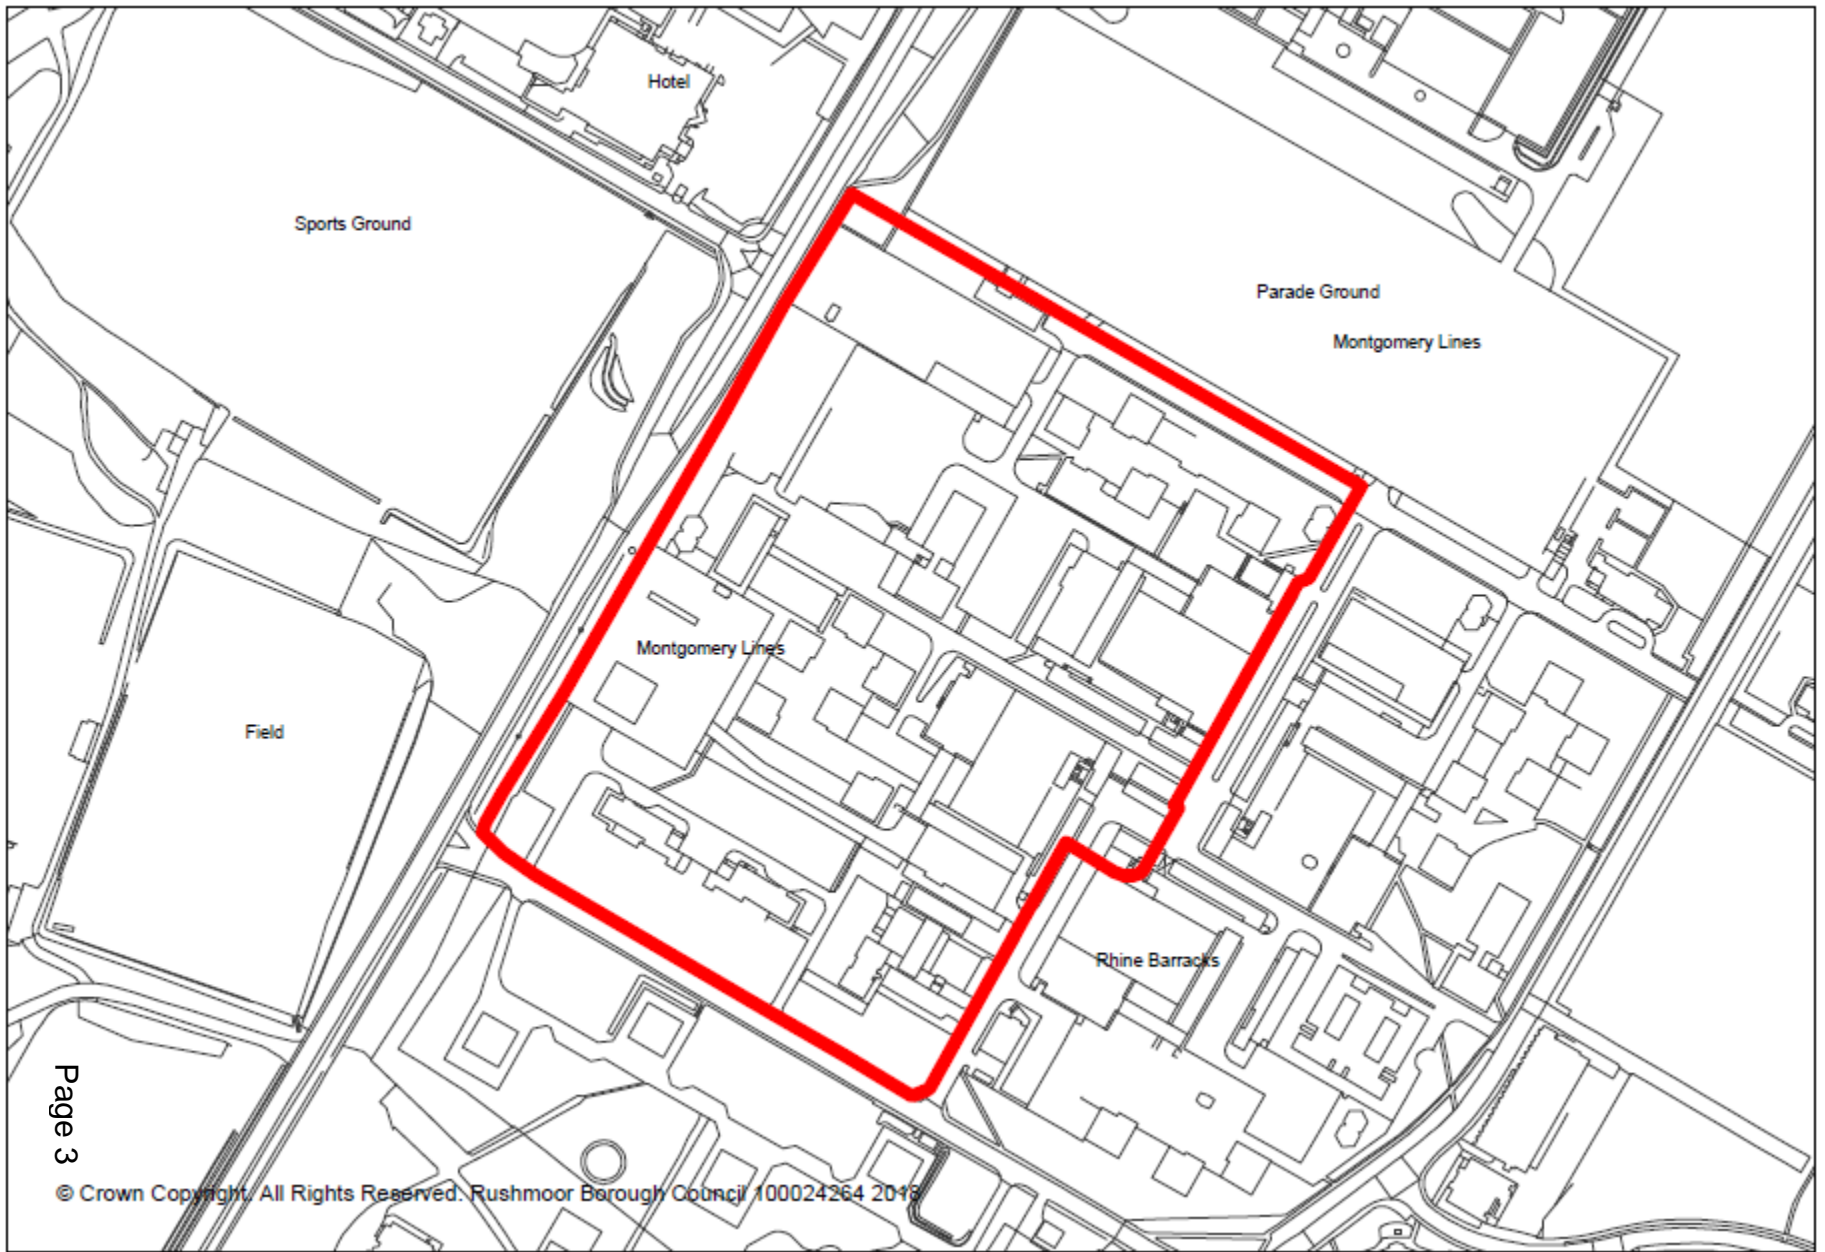 Hotel
Sports Ground
Parade Ground
Montgomery Lines
Montgomery Lines
Field
Rhine Barracks
Page 3
© Crown Copyright. All Rights Reserved. Rushmoor Borough Council 100024264 2018